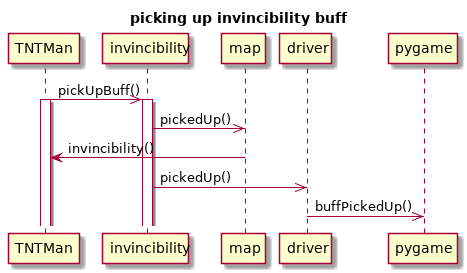 picking up invincibility buff
TNTMan invincibility map driver pygame
pickUpBuff()
pickedUp()
invincibility()
pickedUp()
buffPickedUp()
TNTMan invincibility map driver pygame